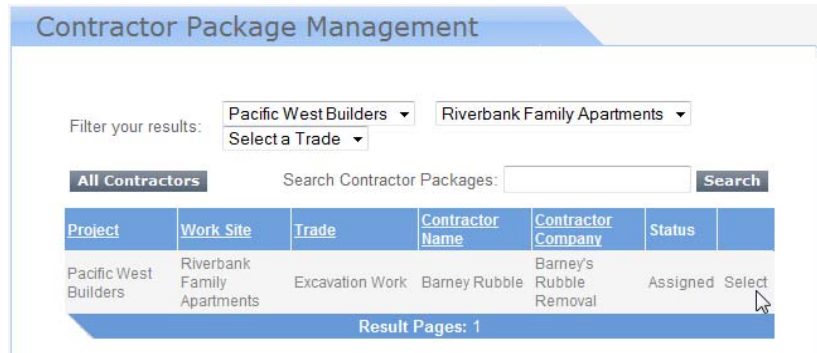 Contractor Package Management
Filter your results:
Pacific West Builders
Riverbank Family Apartments
Select a Trade
All Contractors
Search Contractor Packages:
Search
Project
Work Site
Trade
Contractor
Name
Contractor
Company
Status
Pacific West
Builders
Riverbank
Family
Apartments
Excavation Work
Barney Rubble
Barney's
Rubble
Removal
Assigned
Select
Result Pages: 1